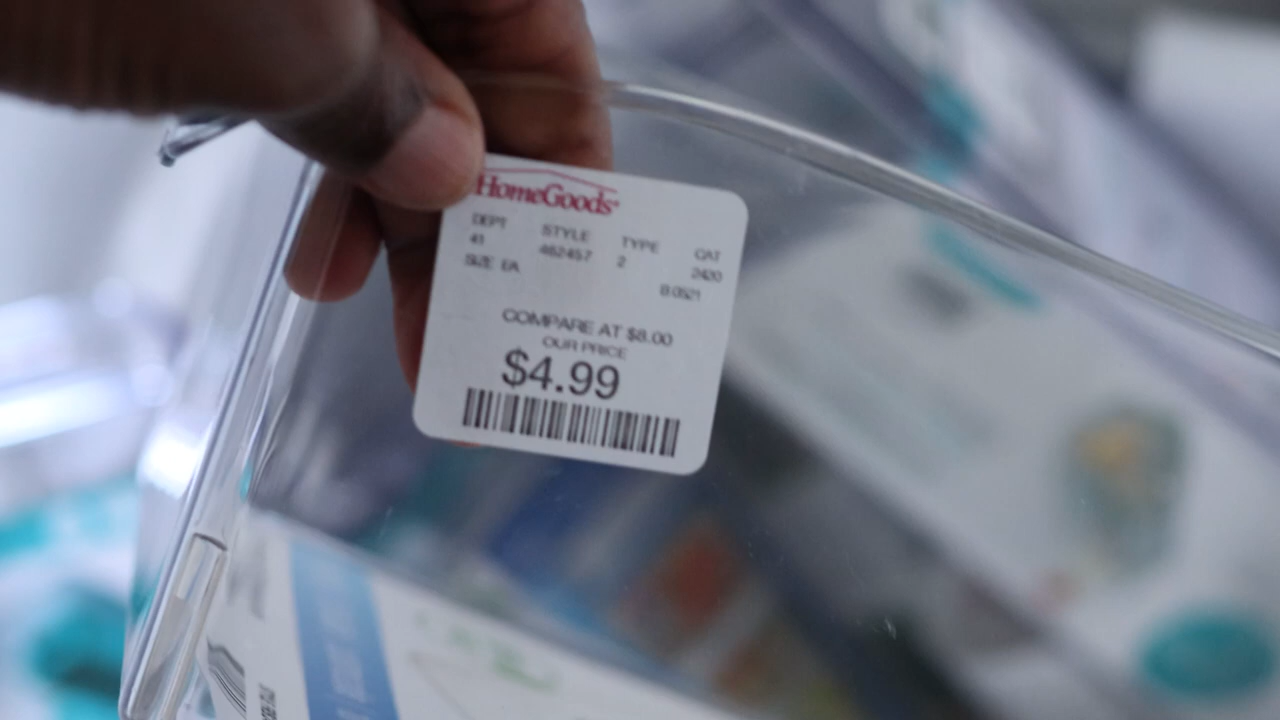 HomeGoods
DEPT STYLE TYPE CAT
41 462457 2 2420
SIZE EA
B 0521
COMPARE AT $8.00
OUR PRICE
$4.99